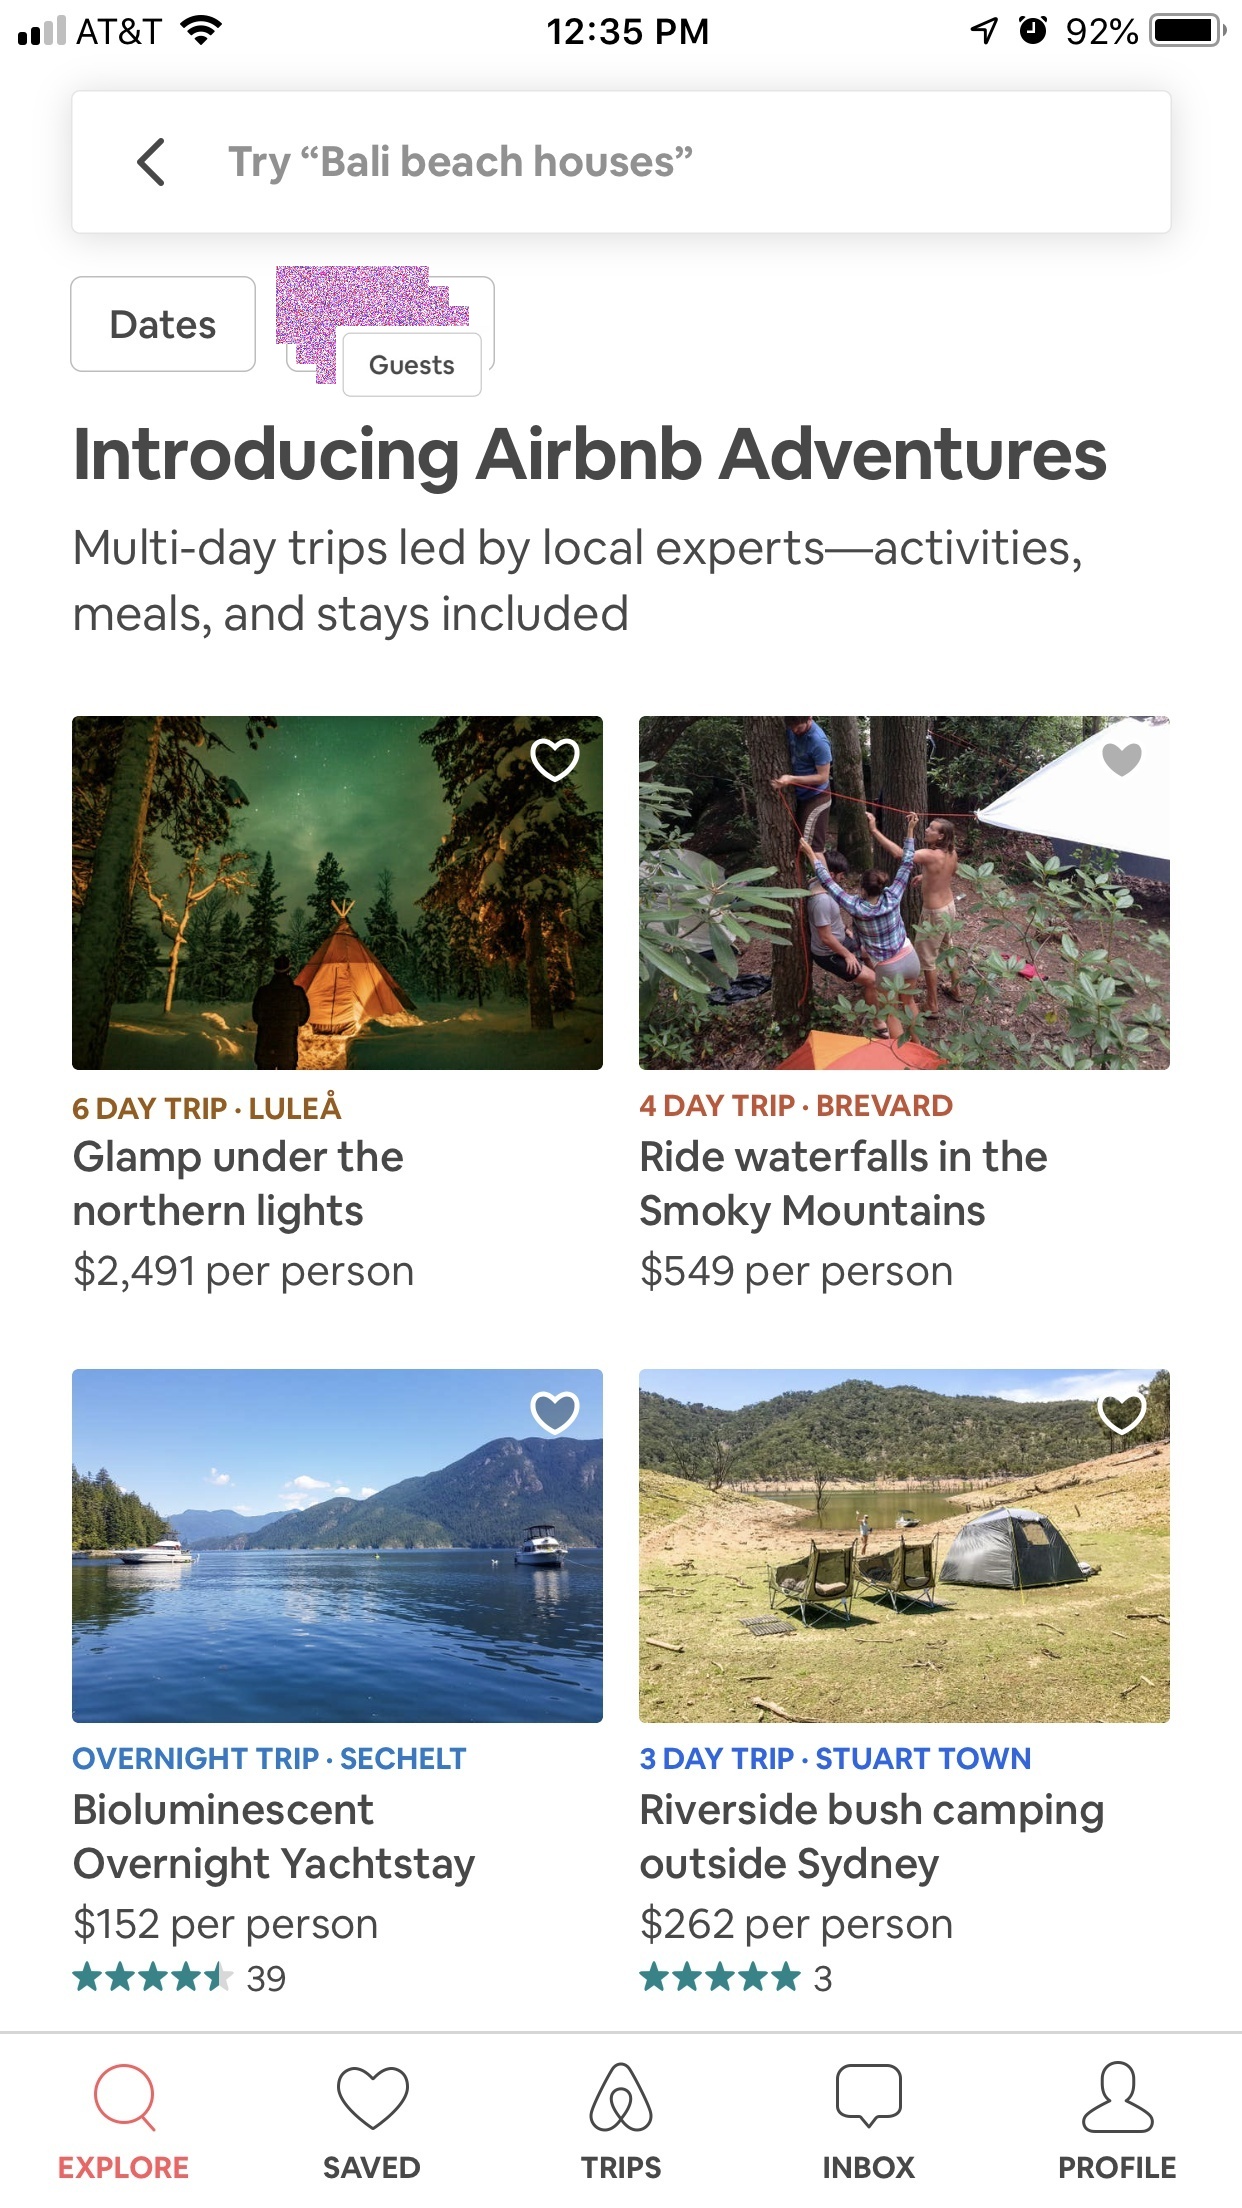 AT&T 12:35 PM 92%
Try “Bali beach houses”
Dates
Guests
Introducing Airbnb Adventures
Multi-day trips led by local experts—activities,
meals, and stays included
6 DAY TRIP · LULEÅ
Glamp under the
northern lights
$2,491 per person
4 DAY TRIP · BREVARD
Ride waterfalls in the
Smoky Mountains
$549 per person
OVERNIGHT TRIP · SECHELT
Bioluminescent
Overnight Yachtstay
$152 per person
39
3 DAY TRIP · STUART TOWN
Riverside bush camping
outside Sydney
$262 per person
3
EXPLORE
SAVED
TRIPS
INBOX
PROFILE